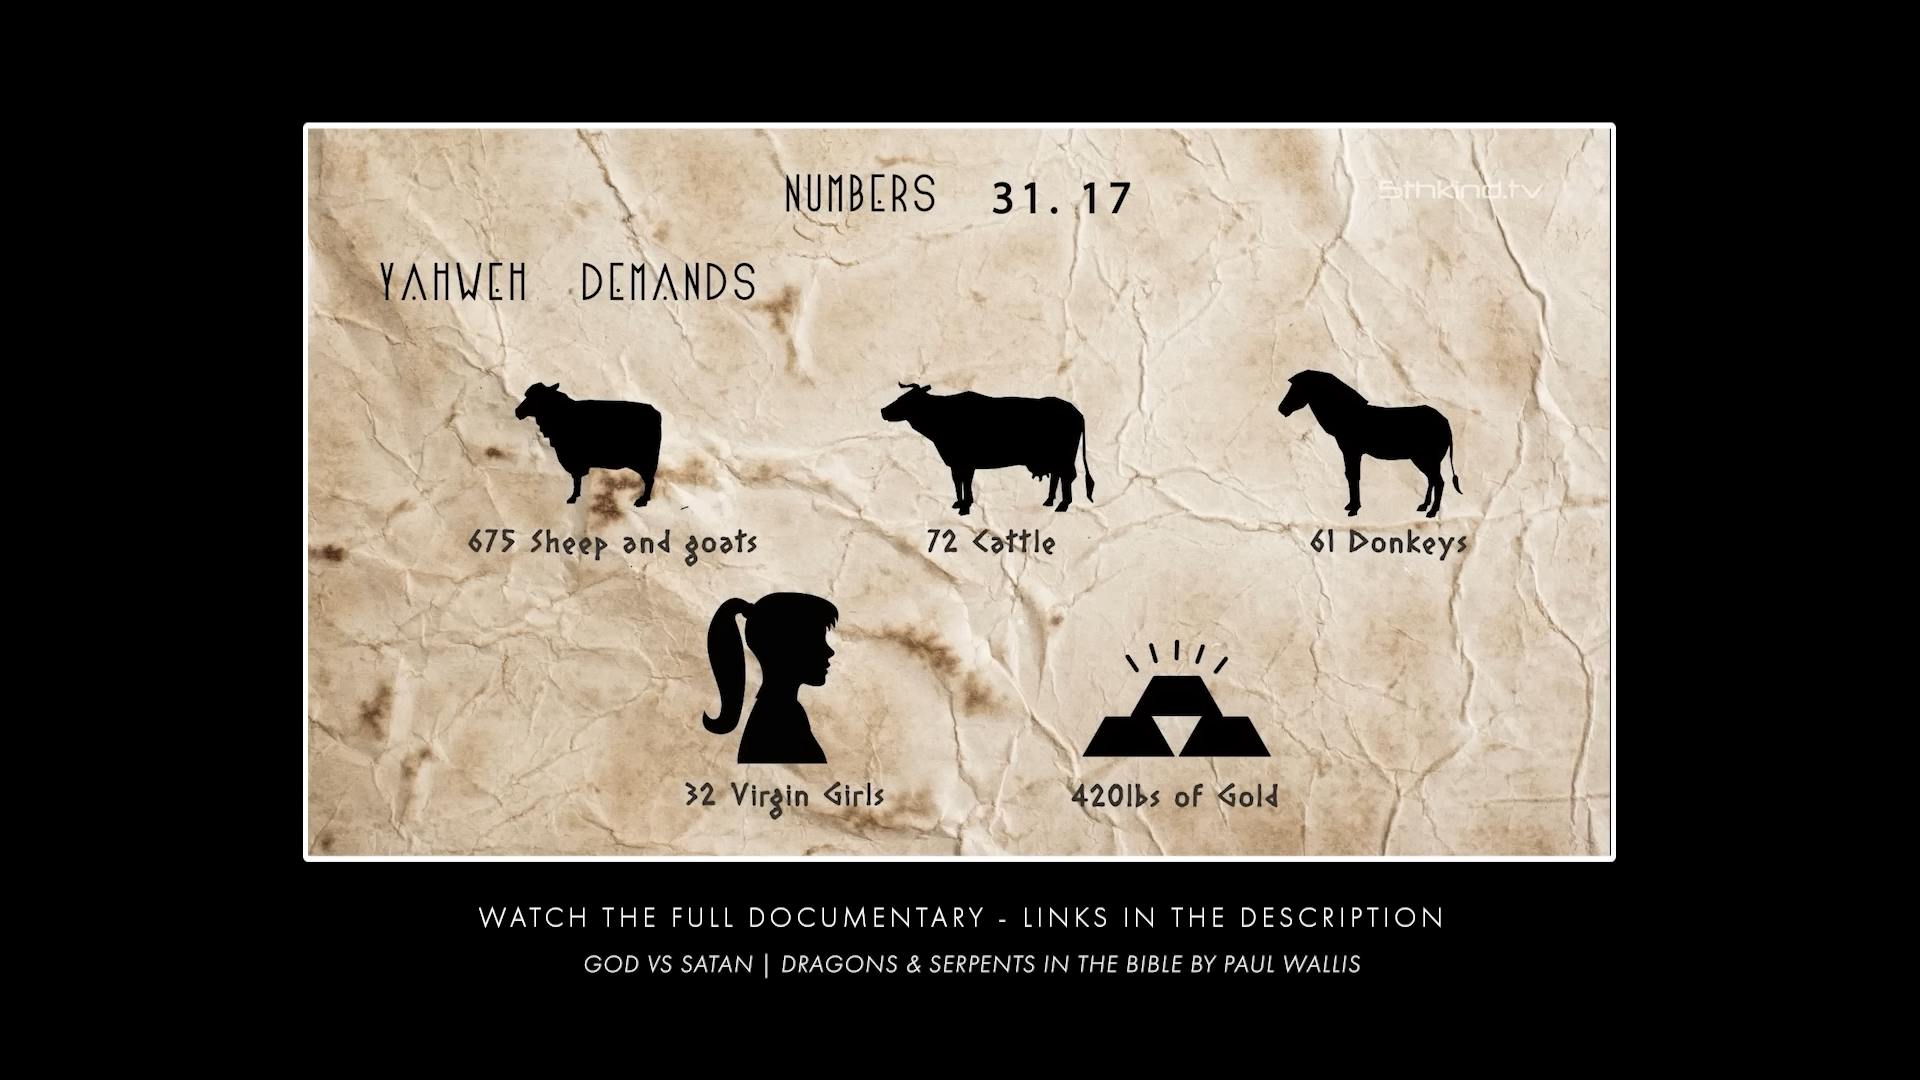 NUMBERS 31. 17
5thkind.tv
YAHWEH DEMANDS
675 Sheep and goats
72 Cattle
61 Donkeys
32 Virgin Girls
420lbs of Gold
WATCH THE FULL DOCUMENTARY - LINKS IN THE DESCRIPTION
GOD VS SATAN | DRAGONS & SERPENTS IN THE BIBLE BY PAUL WALLIS